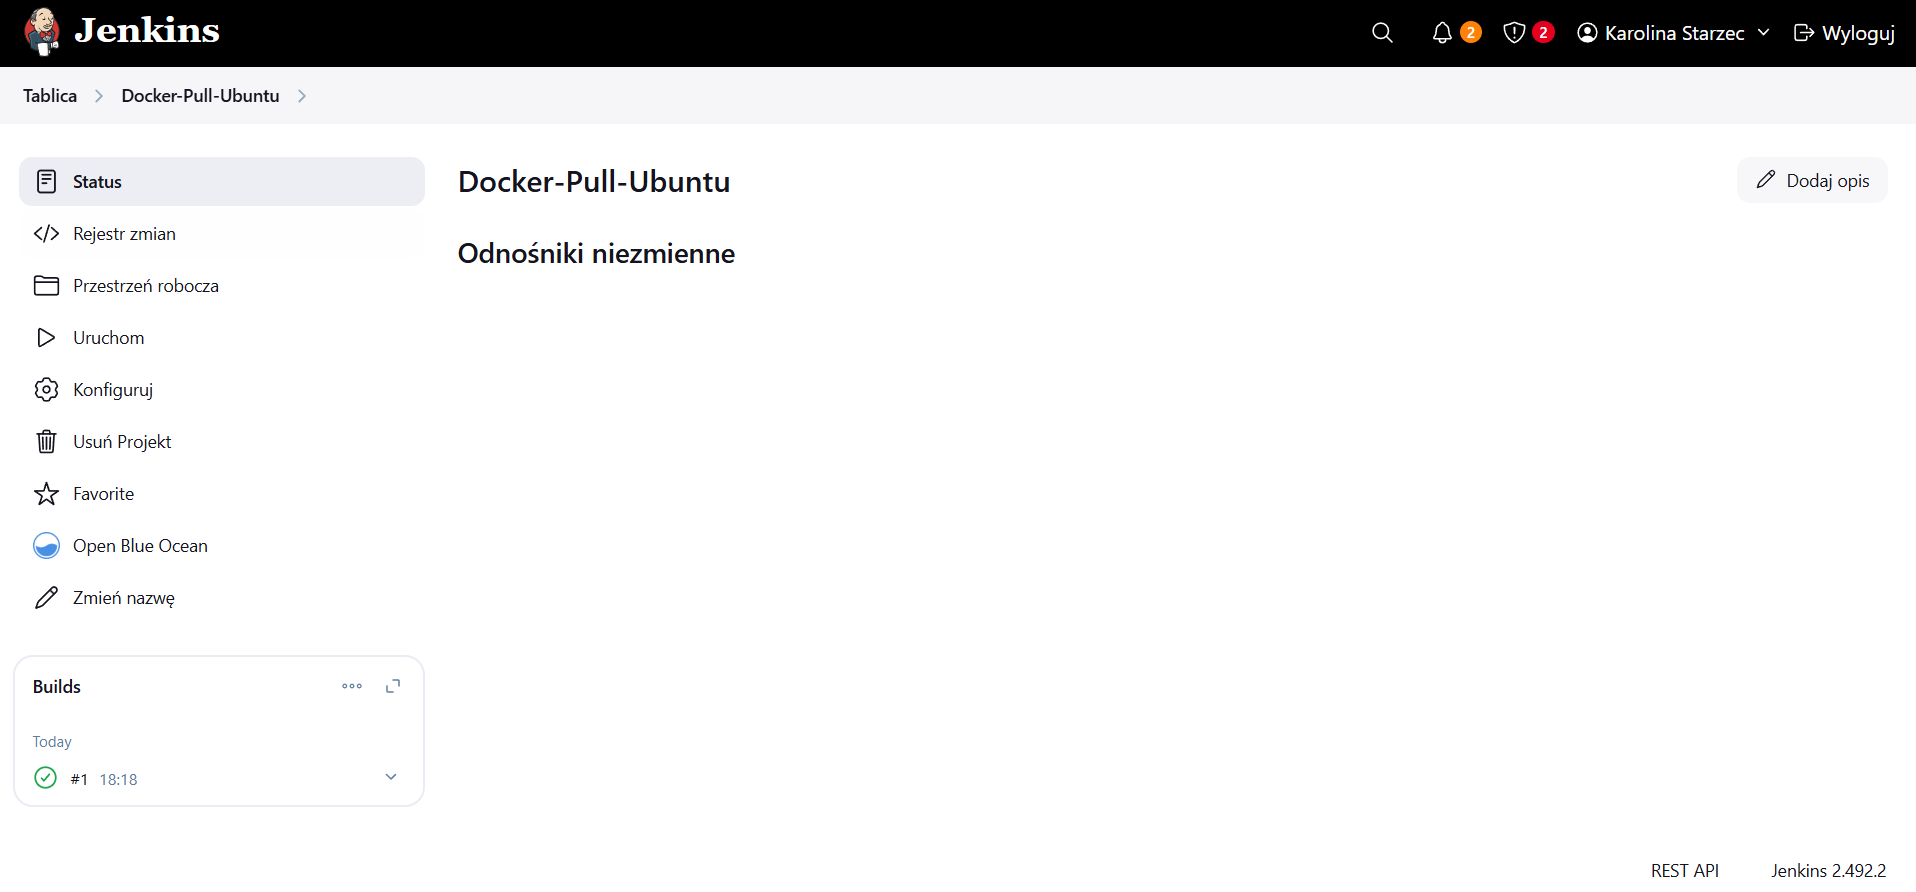 Jenkins
2
2
Karolina Starzec
Wyloguj
Tablica
Docker-Pull-Ubuntu
Status
Rejestr zmian
Przestrzeń robocza
Uruchom
Konfiguruj
Usuń Projekt
Favorite
Open Blue Ocean
Zmień nazwę
Builds
Today
#1 18:18
Docker-Pull-Ubuntu
Dodaj opis
Odnośniki niezmienne
REST API
Jenkins 2.492.2